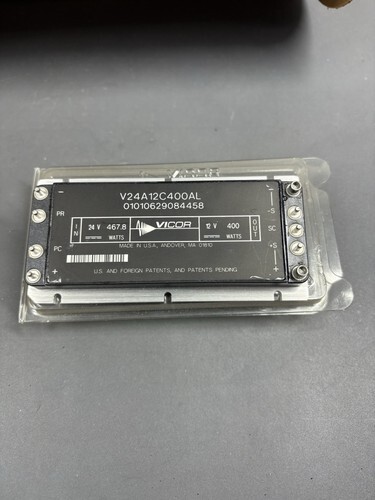 V24A12C400AL
01010629084458
PR
PC
IN 24 V 467.8 WATTS VICOR 12 V 400 WATTS OUT
-S
SC
+S
MADE IN U.S.A., ANDOVER, MA 01810
U.S. AND FOREIGN PATENTS, AND PATENTS PENDING